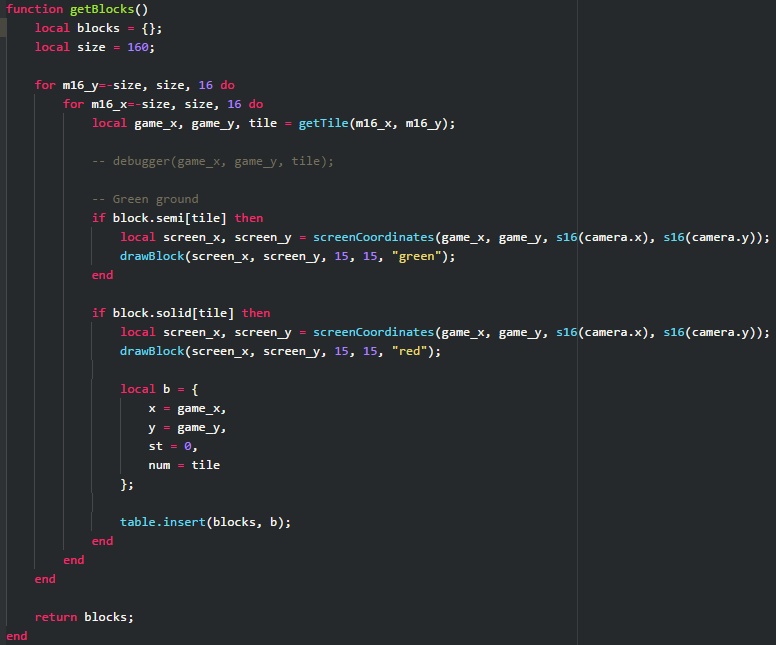 function getBlocks()
    local blocks = {};
    local size = 160;

    for m16_y=-size, size, 16 do
        for m16_x=-size, size, 16 do
            local game_x, game_y, tile = getTile(m16_x, m16_y);

            -- debugger(game_x, game_y, tile);

            -- Green ground
            if block.semi[tile] then
                local screen_x, screen_y = screenCoordinates(game_x, game_y, s16(camera.x), s16(camera.y));
                drawBlock(screen_x, screen_y, 15, 15, "green");
            end

            if block.solid[tile] then
                local screen_x, screen_y = screenCoordinates(game_x, game_y, s16(camera.x), s16(camera.y));
                drawBlock(screen_x, screen_y, 15, 15, "red");

                local b = {
                    x = game_x,
                    y = game_y,
                    st = 0,
                    num = tile
                };

                table.insert(blocks, b);
            end
        end
    end

    return blocks;
end